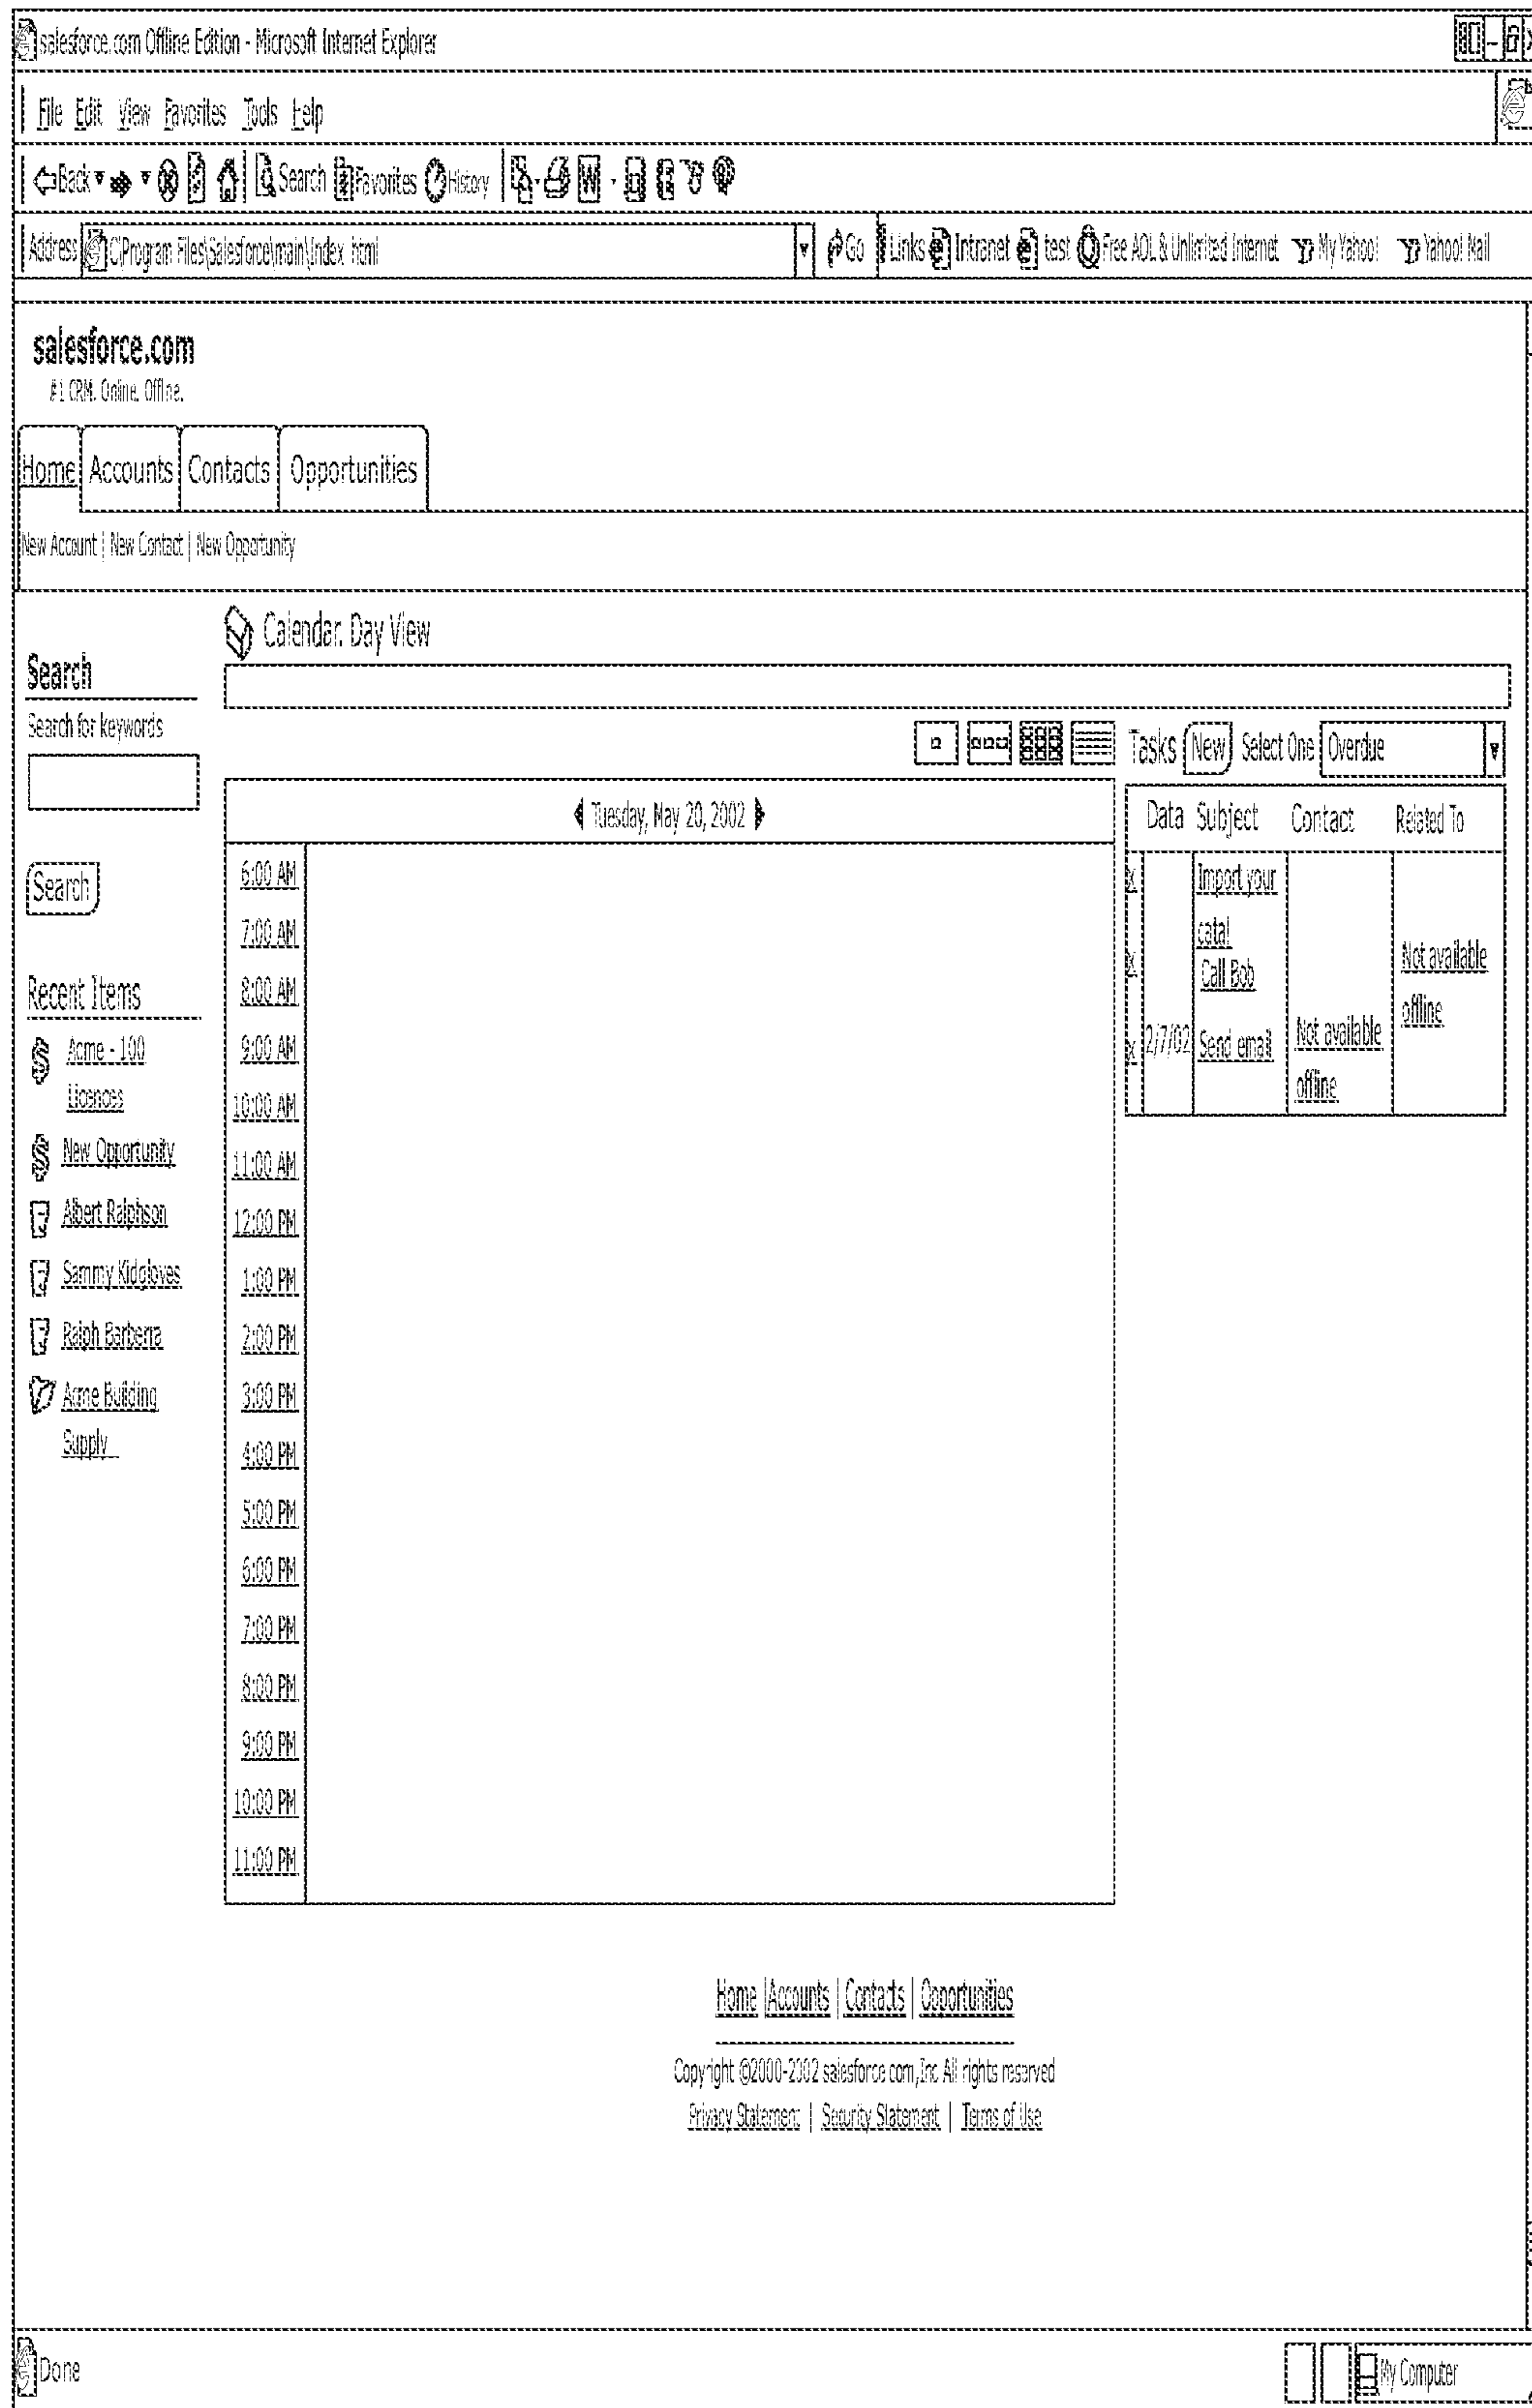 salesforce.com Offline Edition - Microsoft Internet Explorer
File Edit View Favorites Tools Help
Back Search Favorites History W
Address C\Program Files\Salesforce\main\index html Go Links Intranet test Free AOL & Unlimited Internet My Yahoo! Yahoo! Mail
salesforce.com
#1 CRM. Online. Offline.
Home Accounts Contacts Opportunities
New Account | New Contact | New Opportunity
Calendar: Day View
Search
Search for keywords
Search
Recent Items
Acme - 100
Licences
New Opportunity
Albert Ralphson
Sammy Kidgloves
Ralph Barberra
Acme Building
Supply
Tuesday, May 20, 2002
6:00 AM
7:00 AM
8:00 AM
9:00 AM
10:00 AM
11:00 AM
12:00 PM
1:00 PM
2:00 PM
3:00 PM
4:00 PM
5:00 PM
6:00 PM
7:00 PM
8:00 PM
9:00 PM
10:00 PM
11:00 PM
Tasks New Select One Overdue
Data Subject Contact Related To
X Import your
catal
X Call Bob Not available
offline
X 2/7/02 Send email Not available
offline
Home | Accounts | Contacts | Opportunities
Copyright ©2000-2002 salesforce com, Inc All rights reserved
Privacy Statement | Security Statement | Terms of Use
Done My Computer